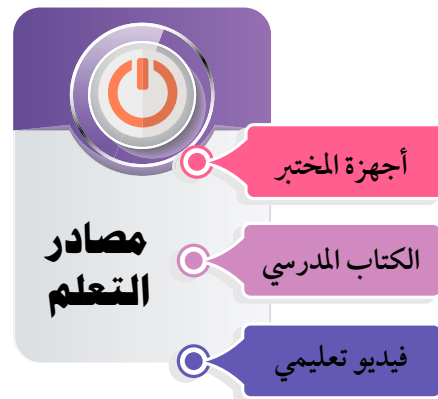 مصادر
التعلم
أجهزة المختبر
الكتاب المدرسي
فيديو تعليمي